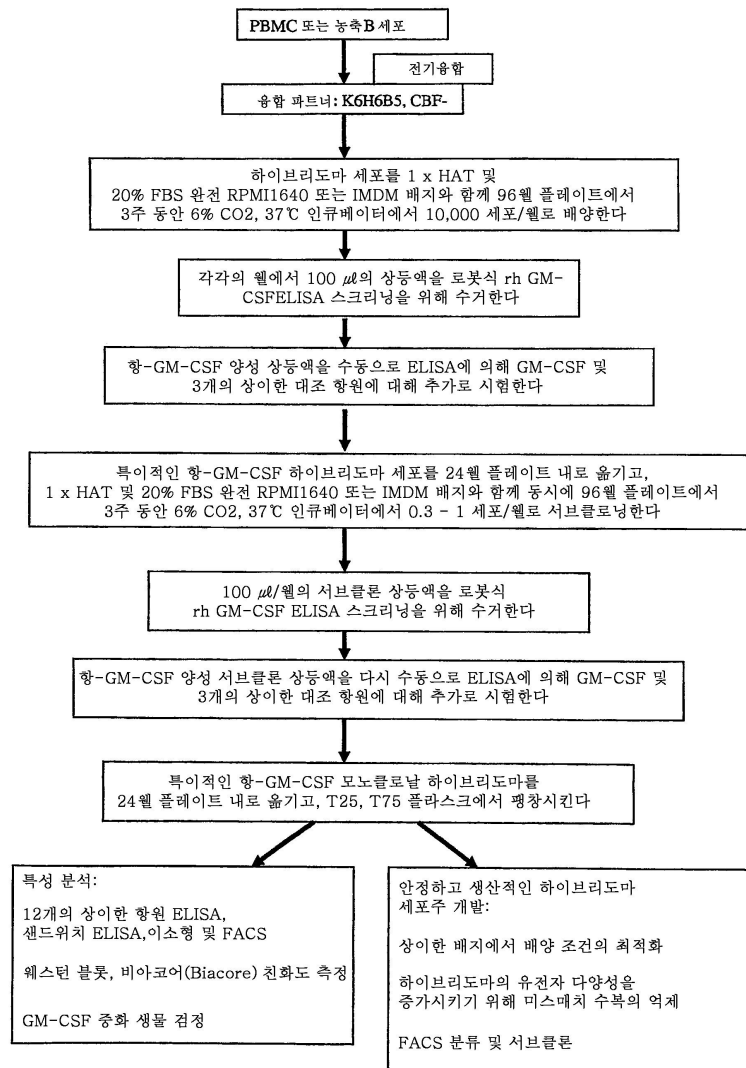 PBMC 또는 농축B 세포
전기융합
융합 파트너: K6H6B5, CBF-
하이브리도마 세포를 1 x HAT 및
20% FBS 완전 RPMI1640 또는 IMDM 배지와 함께 96웰 플레이트에서
3주 동안 6% CO2, 37℃ 인큐베이터에서 10,000 세포/웰로 배양한다
각각의 웰에서 100 ㎕의 상등액을 로봇식 rh GM-
CSFELISA 스크리닝을 위해 수거한다
항-GM-CSF 양성 상등액을 수동으로 ELISA에 의해 GM-CSF 및
3개의 상이한 대조 항원에 대해 추가로 시험한다
특이적인 항-GM-CSF 하이브리도마 세포를 24웰 플레이트 내로 옮기고,
1 x HAT 및 20% FBS 완전 RPMI1640 또는 IMDM 배지와 함께 동시에 96웰 플레이트에서
3주 동안 6% CO2, 37℃ 인큐베이터에서 0.3 - 1 세포/웰로 서브클로닝한다
100 ㎕/웰의 서브클론 상등액을 로봇식
rh GM-CSF ELISA 스크리닝을 위해 수거한다
항-GM-CSF 양성 서브클론 상등액을 다시 수동으로 ELISA에 의해 GM-CSF 및
3개의 상이한 대조 항원에 대해 추가로 시험한다
특이적인 항-GM-CSF 모노클로날 하이브리도마를
24웰 플레이트 내로 옮기고, T25, T75 플라스크에서 팽창시킨다
특성 분석:
12개의 상이한 항원 ELISA,
샌드위치 ELISA,이소형 및 FACS
웨스턴 블롯, 비아코어(Biacore) 친화도 측정
GM-CSF 중화 생물 검정
안정하고 생산적인 하이브리도마
세포주 개발:
상이한 배지에서 배양 조건의 최적화
하이브리도마의 유전자 다양성을
증가시키기 위해 미스매치 수복의 억제
FACS 분류 및 서브클론